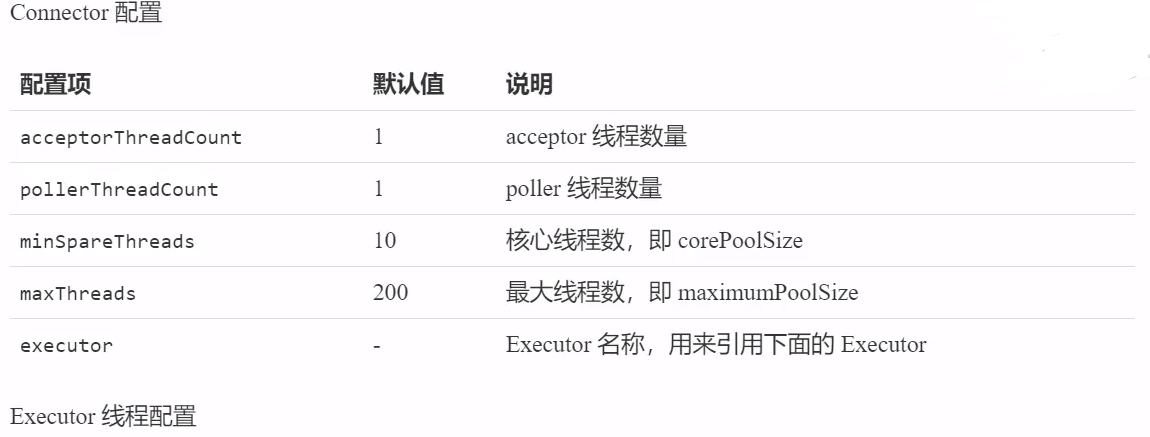 Connector 配置
配置项 默认值 说明
acceptorThreadCount 1 acceptor 线程数量
pollerThreadCount 1 poller 线程数量
minSpareThreads 10 核心线程数，即 corePoolSize
maxThreads 200 最大线程数，即 maximumPoolSize
executor - Executor 名称，用来引用下面的 Executor
Executor 线程配置